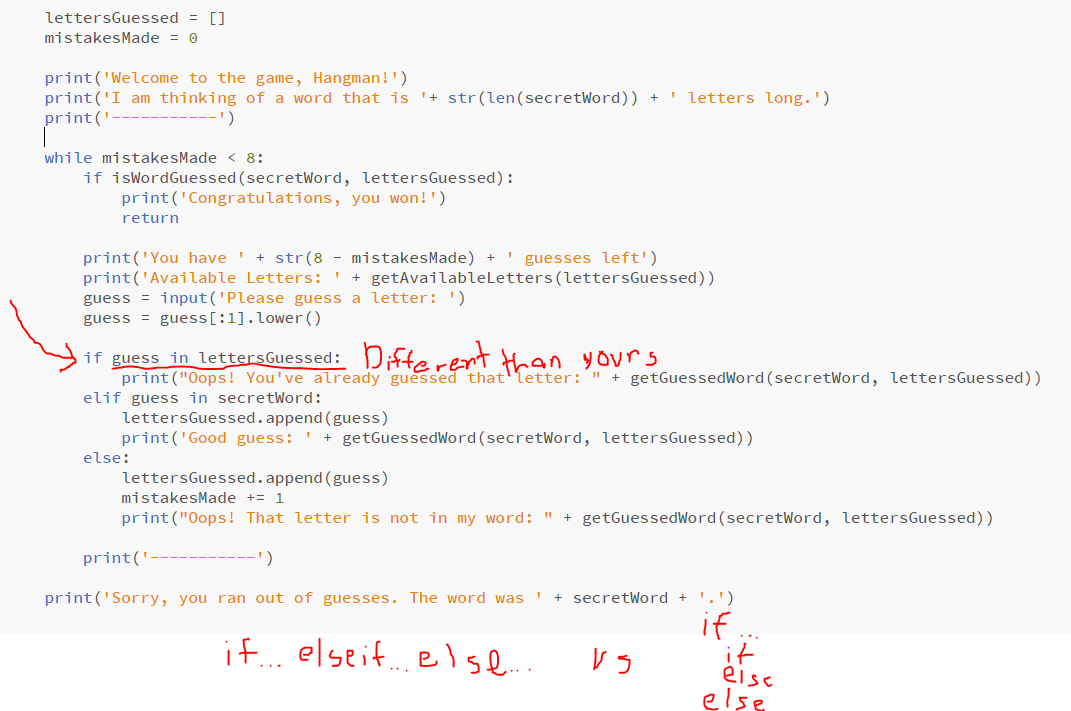 lettersGuessed = []
mistakesMade = 0
print('Welcome to the game, Hangman!')
print('I am thinking of a word that is '+ str(len(secretWord)) + ' letters long.')
print('-----------')
while mistakesMade < 8:
if isWordGuessed(secretWord, lettersGuessed):
print('Congratulations, you won!')
return
print('You have ' + str(8 - mistakesMade) + ' guesses left')
print('Available Letters: ' + getAvailableLetters(lettersGuessed))
guess = input('Please guess a letter: ')
guess = guess[:1].lower()
if guess in lettersGuessed: Different than yours
print("Oops! You've already guessed that letter: " + getGuessedWord(secretWord, lettersGuessed))
elif guess in secretWord:
lettersGuessed.append(guess)
print('Good guess: ' + getGuessedWord(secretWord, lettersGuessed))
else:
lettersGuessed.append(guess)
mistakesMade += 1
print("Oops! That letter is not in my word: " + getGuessedWord(secretWord, lettersGuessed))
print('-----------')
print('Sorry, you ran out of guesses. The word was ' + secretWord + '.')
if... elseif... else... vs
if ...
if
else
else